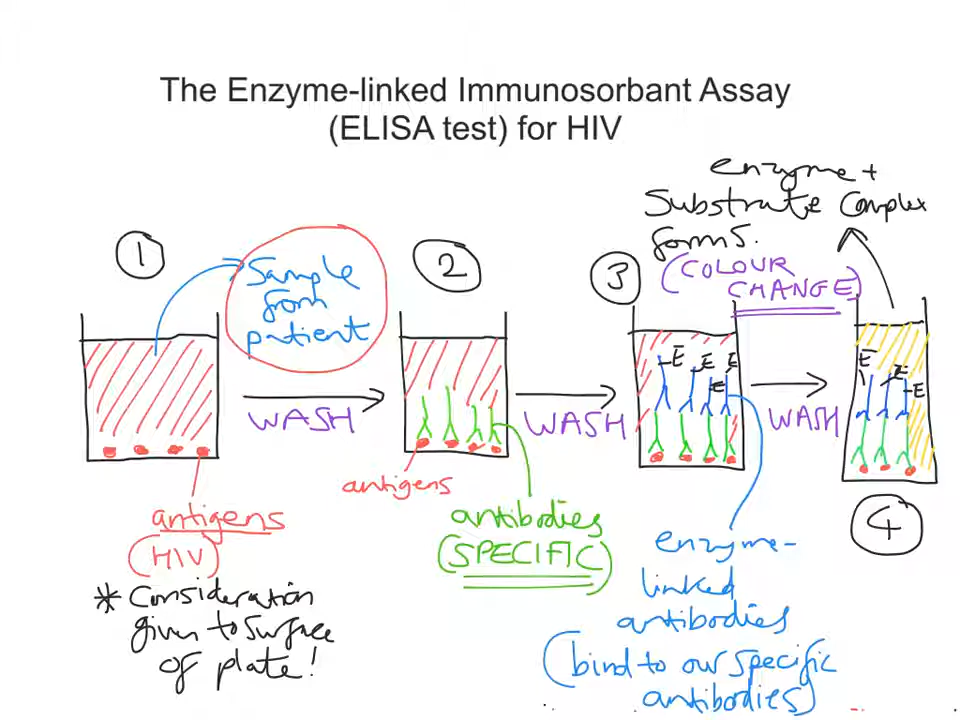 The Enzyme-linked Immunosorbant Assay
(ELISA test) for HIV
enzyme +
Substrate Complex
forms.
(COLOUR
CHANGE)
1
Sample
from
patient
2
3
E
E
E
E
E
E
E
WASH
WASH
WASH
antigens
antigens
(HIV)
* Consideration
given to surface
of plate!
antibodies
(SPECIFIC)
enzyme-
linked
antibodies
(bind to our specific
antibodies)
4